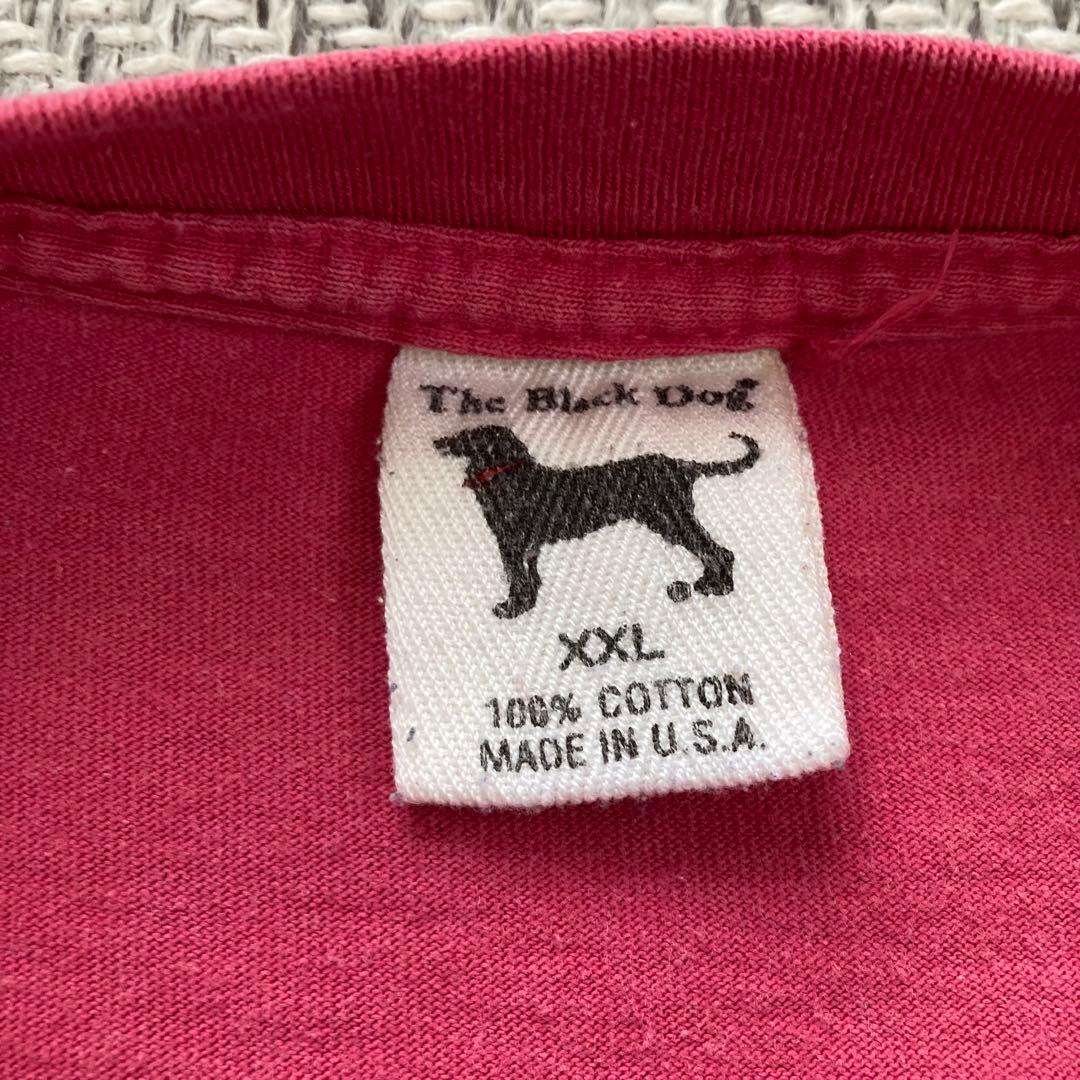 The Black Dog
XXL
100% COTTON
MADE IN U.S.A.